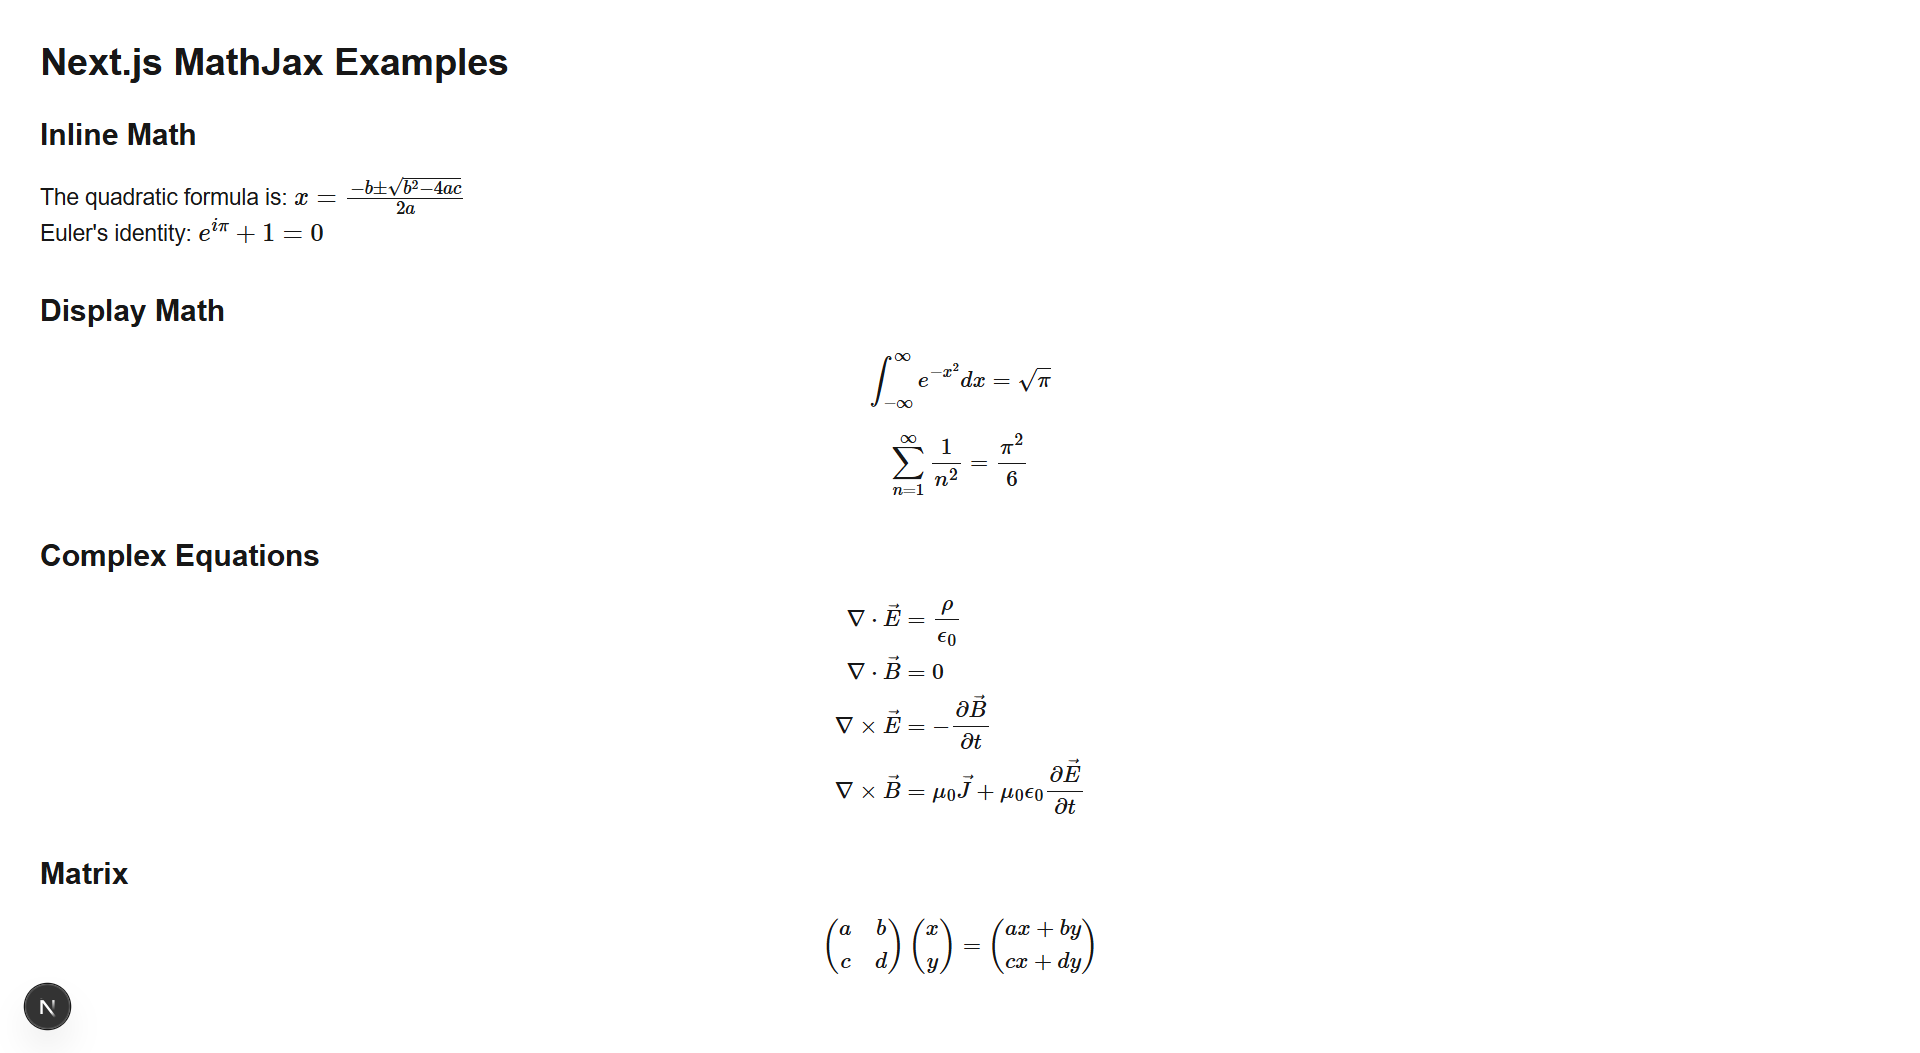 Next.js MathJax Examples
Inline Math
The quadratic formula is: $x = \frac{-b \pm \sqrt{b^2-4ac}}{2a}$
Euler's identity: $e^{i\pi} + 1 = 0$
Display Math
$\int_{-\infty}^{\infty} e^{-x^2} dx = \sqrt{\pi}$
$\sum_{n=1}^{\infty} \frac{1}{n^2} = \frac{\pi^2}{6}$
Complex Equations
$\nabla \cdot \vec{E} = \frac{\rho}{\epsilon_0}$
$\nabla \cdot \vec{B} = 0$
$\nabla \times \vec{E} = -\frac{\partial \vec{B}}{\partial t}$
$\nabla \times \vec{B} = \mu_0 \vec{J} + \mu_0 \epsilon_0 \frac{\partial \vec{E}}{\partial t}$
Matrix
$\begin{pmatrix} a & b \\ c & d \end{pmatrix} \begin{pmatrix} x \\ y \end{pmatrix} = \begin{pmatrix} ax + by \\ cx + dy \end{pmatrix}$
N